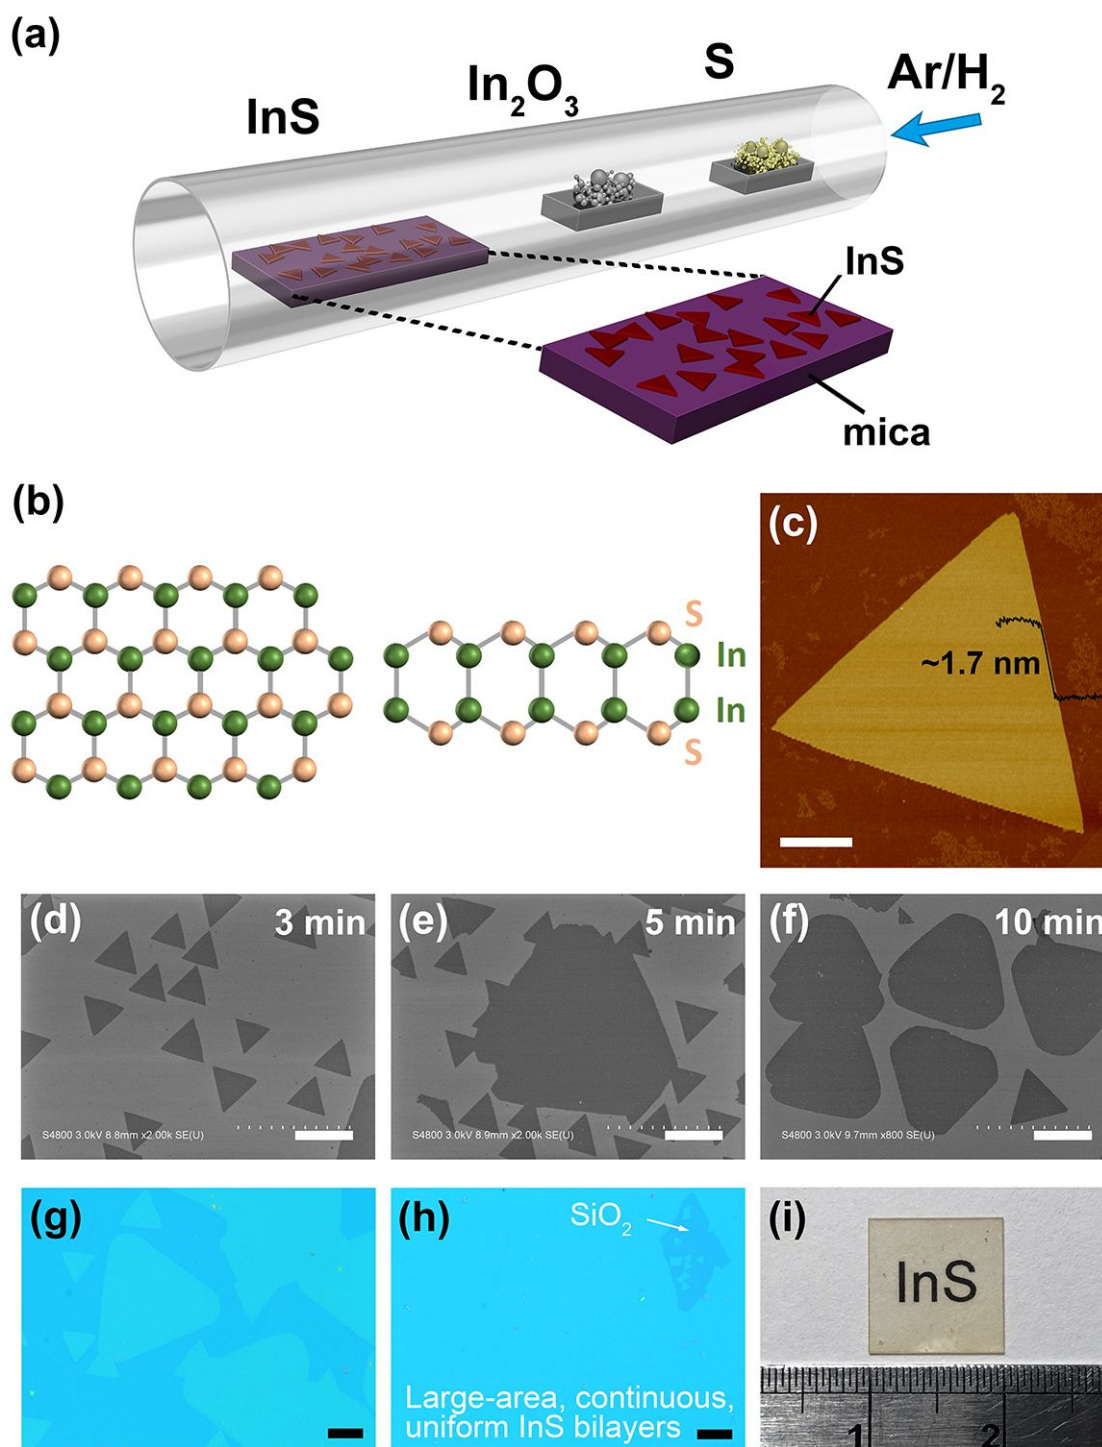 (a)
InS
In₂O₃
S
Ar/H₂
InS
mica
(b)
S
In
In
S
(c)
~1.7 nm
(d)
3 min
S4800 3.0kV 8.8mm x2.00k SE(U)
(e)
5 min
S4800 3.0kV 8.9mm x2.00k SE(U)
(f)
10 min
S4800 3.0kV 9.7mm x800 SE(U)
(g)
(h)
SiO₂
Large-area, continuous,
uniform InS bilayers
(i)
InS
1
2